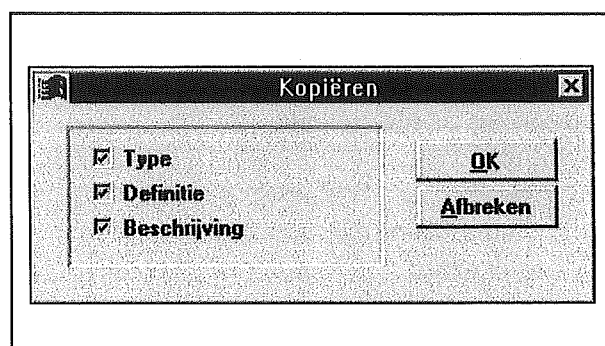 Kopiëren
Type
Definitie
Beschrijving
OK
Afbreken